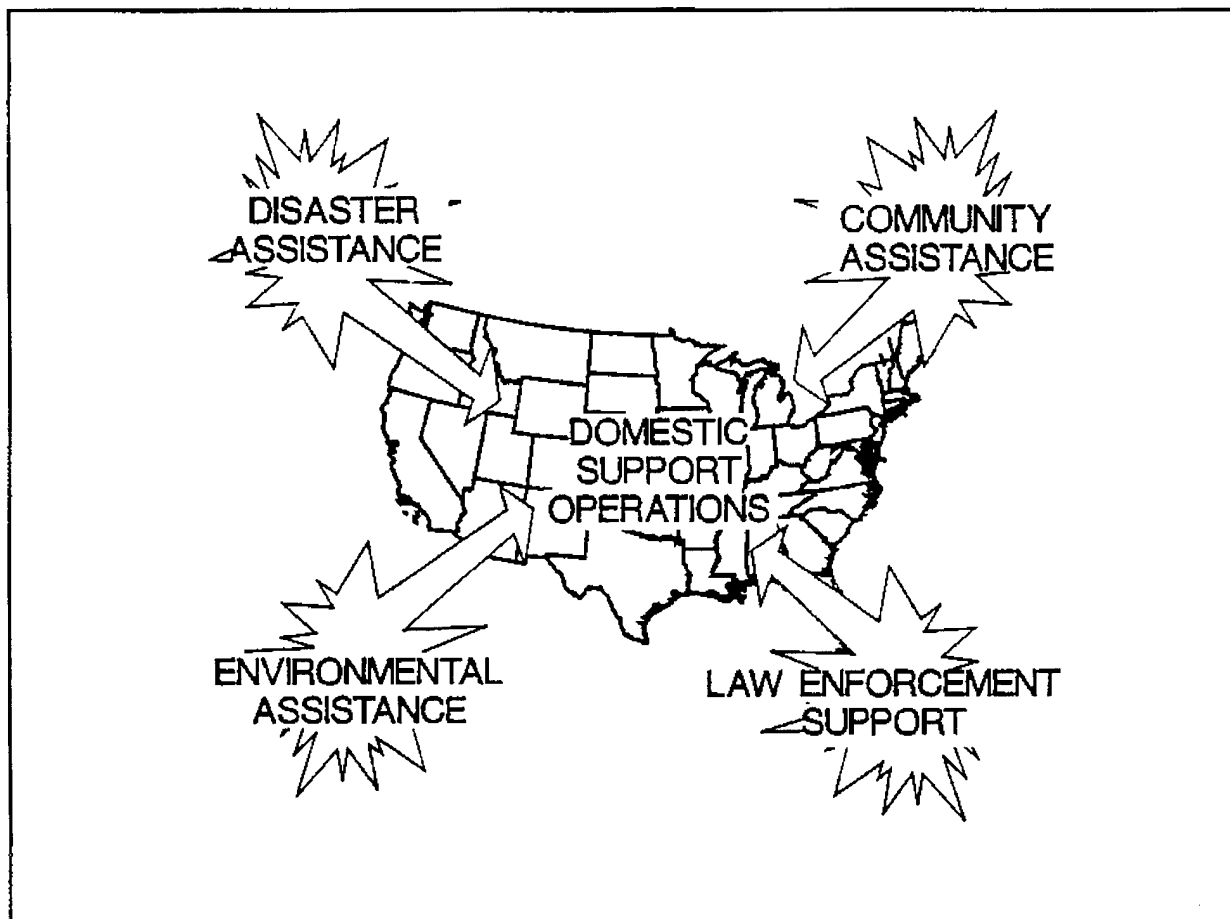 DISASTER
ASSISTANCE
COMMUNITY
ASSISTANCE
DOMESTIC
SUPPORT
OPERATIONS
ENVIRONMENTAL
ASSISTANCE
LAW ENFORCEMENT
SUPPORT